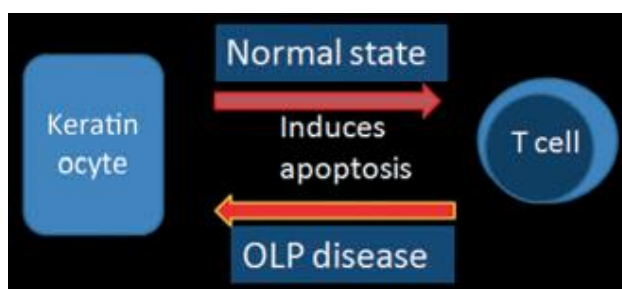 Normal state
Keratin
ocyte
Induces
apoptosis
T cell
OLP disease